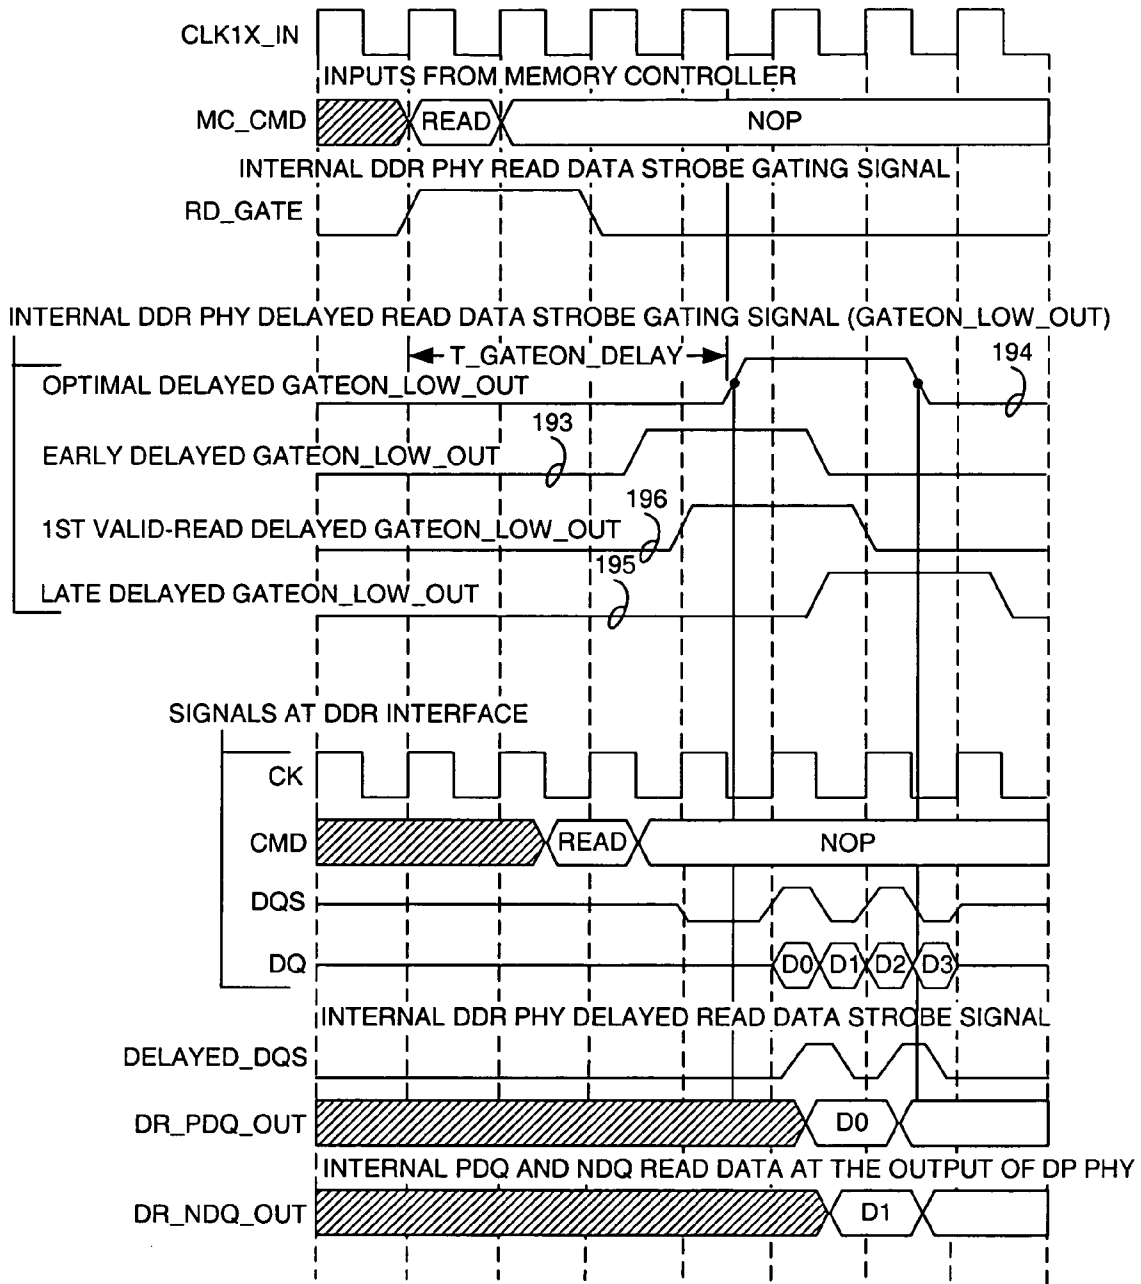 CLK1X_IN
INPUTS FROM MEMORY CONTROLLER
MC_CMD READ NOP
INTERNAL DDR PHY READ DATA STROBE GATING SIGNAL
RD_GATE
INTERNAL DDR PHY DELAYED READ DATA STROBE GATING SIGNAL (GATEON_LOW_OUT)
T_GATEON_DELAY 194
OPTIMAL DELAYED GATEON_LOW_OUT
193
EARLY DELAYED GATEON_LOW_OUT
196
1ST VALID-READ DELAYED GATEON_LOW_OUT
195
LATE DELAYED GATEON_LOW_OUT
SIGNALS AT DDR INTERFACE
CK
CMD READ NOP
DQS
DQ D0 D1 D2 D3
INTERNAL DDR PHY DELAYED READ DATA STROBE SIGNAL
DELAYED_DQS
DR_PDQ_OUT D0
INTERNAL PDQ AND NDQ READ DATA AT THE OUTPUT OF DP PHY
DR_NDQ_OUT D1